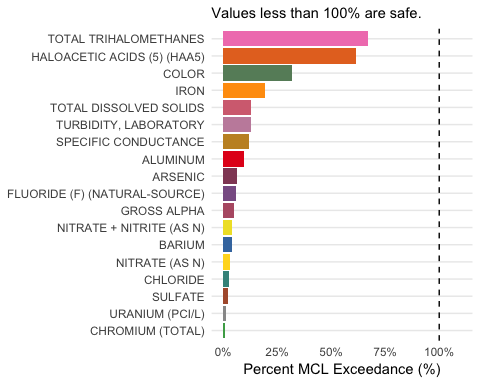 Values less than 100% are safe.
TOTAL TRIHALOMETHANES
HALOACETIC ACIDS (5) (HAA5)
COLOR
IRON
TOTAL DISSOLVED SOLIDS
TURBIDITY, LABORATORY
SPECIFIC CONDUCTANCE
ALUMINUM
ARSENIC
FLUORIDE (F) (NATURAL-SOURCE)
GROSS ALPHA
NITRATE + NITRITE (AS N)
BARIUM
NITRATE (AS N)
CHLORIDE
SULFATE
URANIUM (PCI/L)
CHROMIUM (TOTAL)
0% 25% 50% 75% 100%
Percent MCL Exceedance (%)